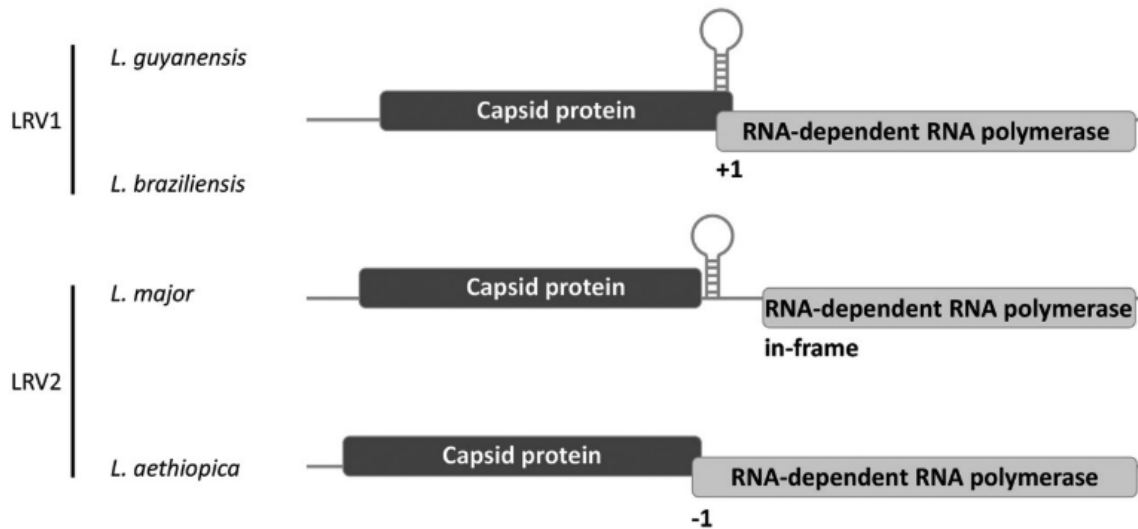 L. guyanensis
Capsid protein
LRV1
RNA-dependent RNA polymerase
+1
L. braziliensis
L. major
Capsid protein
RNA-dependent RNA polymerase
in-frame
LRV2
Capsid protein
L. aethiopica
RNA-dependent RNA polymerase
-1